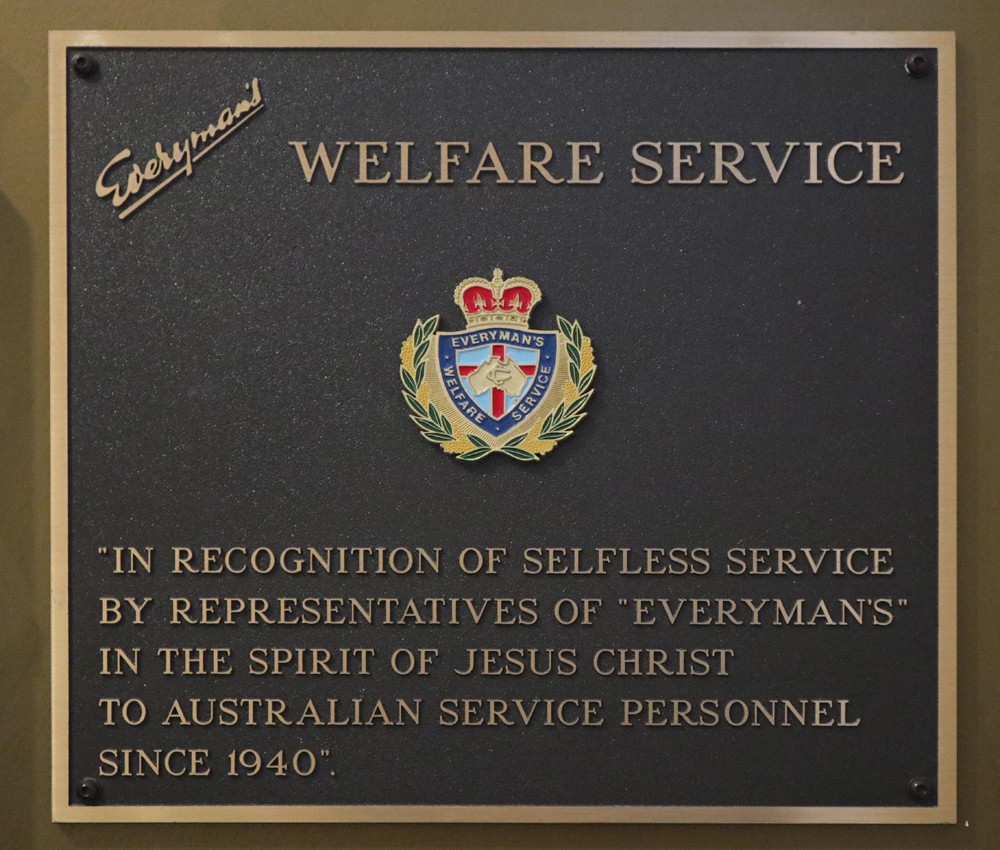 Everyman's
WELFARE SERVICE
EVERYMAN'S
WELFARE
SERVICE
"IN RECOGNITION OF SELFLESS SERVICE
BY REPRESENTATIVES OF "EVERYMAN'S"
IN THE SPIRIT OF JESUS CHRIST
TO AUSTRALIAN SERVICE PERSONNEL
SINCE 1940".